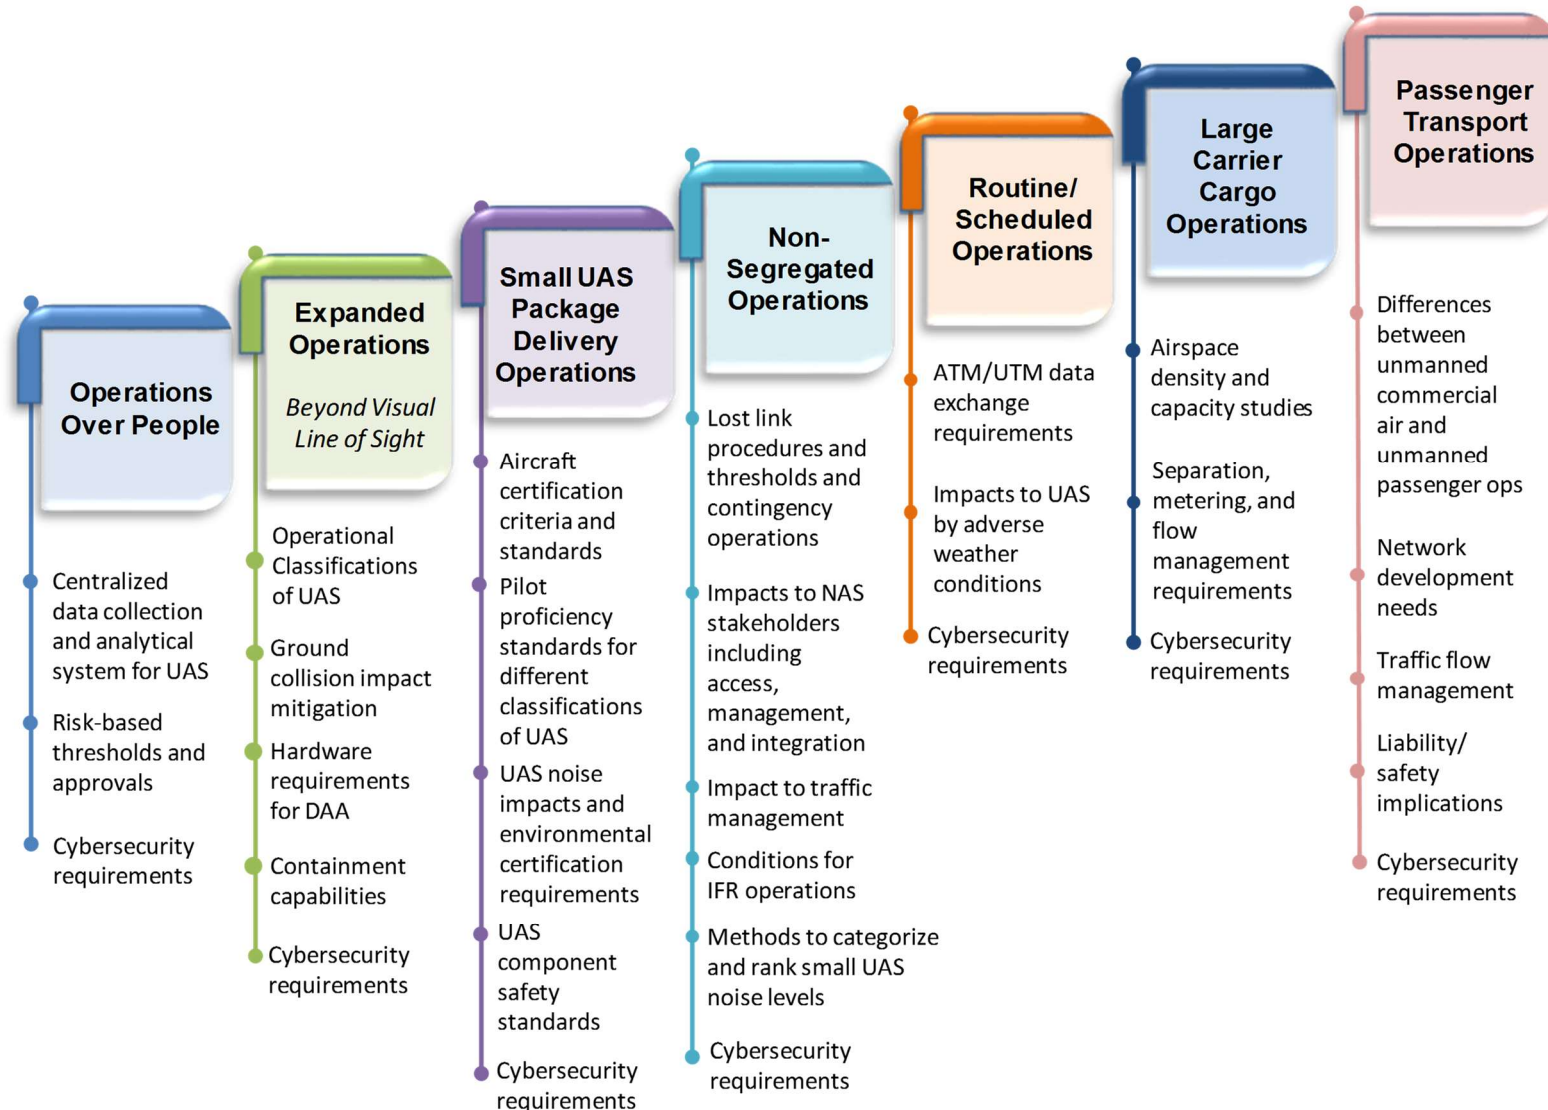 Operations
Over People
Centralized
data collection
and analytical
system for UAS
Risk-based
thresholds and
approvals
Cybersecurity
requirements
Expanded
Operations
Beyond Visual
Line of Sight
Operational
Classifications
of UAS
Ground
collision impact
mitigation
Hardware
requirements
for DAA
Containment
capabilities
Cybersecurity
requirements
Small UAS
Package
Delivery
Operations
Aircraft
certification
criteria and
standards
Pilot
proficiency
standards for
different
classifications
of UAS
UAS noise
impacts and
environmental
certification
requirements
UAS
component
safety
standards
Cybersecurity
requirements
Non-
Segregated
Operations
Lost link
procedures and
thresholds and
contingency
operations
Impacts to NAS
stakeholders
including
access,
management,
and integration
Impact to traffic
management
Conditions for
IFR operations
Methods to categorize
and rank small UAS
noise levels
Cybersecurity
requirements
Routine/
Scheduled
Operations
ATM/UTM data
exchange
requirements
Impacts to UAS
by adverse
weather
conditions
Cybersecurity
requirements
Large
Carrier
Cargo
Operations
Airspace
density and
capacity studies
Separation,
metering, and
flow
management
requirements
Cybersecurity
requirements
Passenger
Transport
Operations
Differences
between
unmanned
commercial
air and
unmanned
passenger ops
Network
development
needs
Traffic flow
management
Liability/
safety
implications
Cybersecurity
requirements